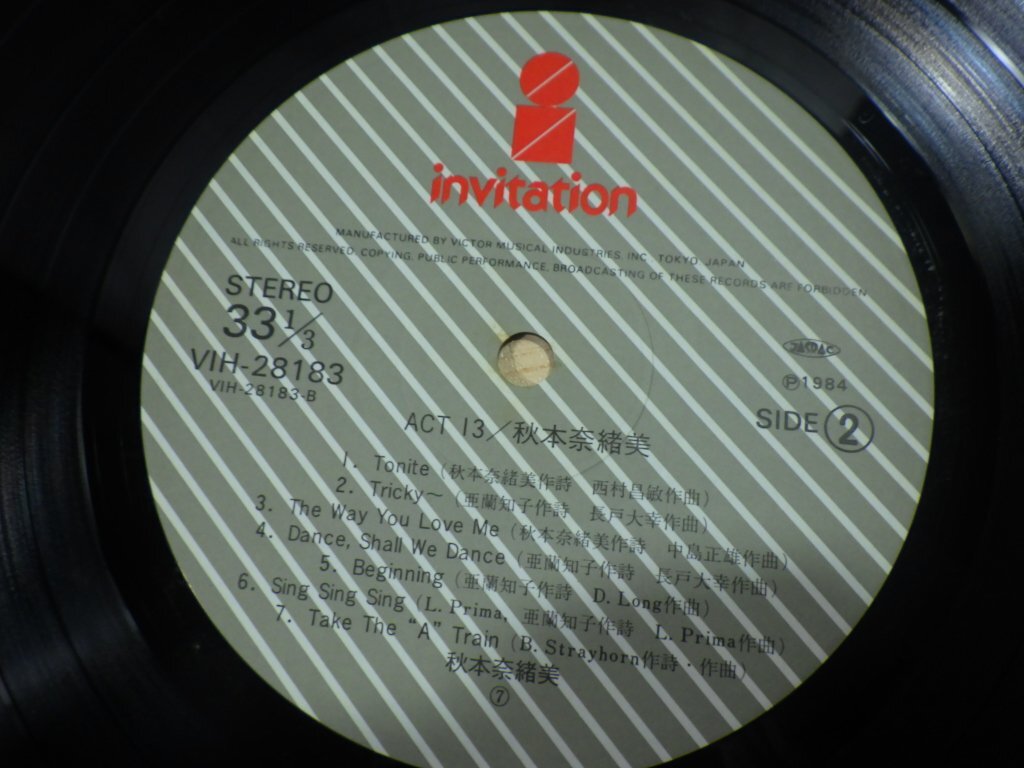 invitation
MANUFACTURED BY VICTOR MUSICAL INDUSTRIES, INC. TOKYO, JAPAN
ALL RIGHTS RESERVED. COPYING, PUBLIC PERFORMANCE, BROADCASTING OF THESE RECORDS ARE FORBIDDEN
STEREO
33 1/3
VIH-28183
VIH-28183-B
JASRAC
Ⓟ1984
SIDE ②
ACT 13/秋本奈緒美
1. Tonite (秋本奈緒美作詩 西村昌敏作曲)
2. Tricky〜 (亜蘭知子作詩 長戸大幸作曲)
3. The Way You Love Me (秋本奈緒美作詩 中島正雄作曲)
4. Dance, Shall We Dance (亜蘭知子作詩 長戸大幸作曲)
5. Beginning (亜蘭知子作詩 D. Long作曲)
6. Sing Sing Sing (L. Prima, 亜蘭知子作詩 L. Prima作曲)
7. Take The “A” Train (B. Strayhorn作詩・作曲)
秋本奈緒美
⑦